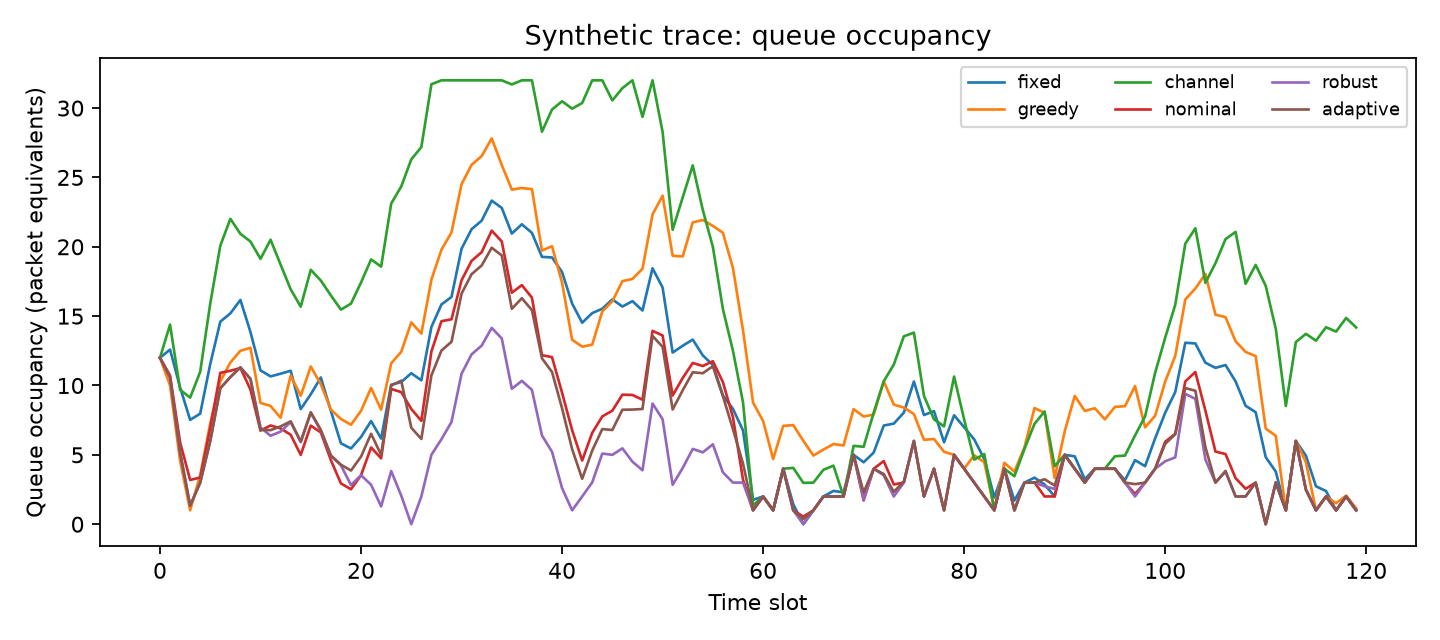 Synthetic trace: queue occupancy
Queue occupancy (packet equivalents)
30
25
20
15
10
5
0
fixed channel robust
greedy nominal adaptive
0 20 40 60 80 100 120
Time slot